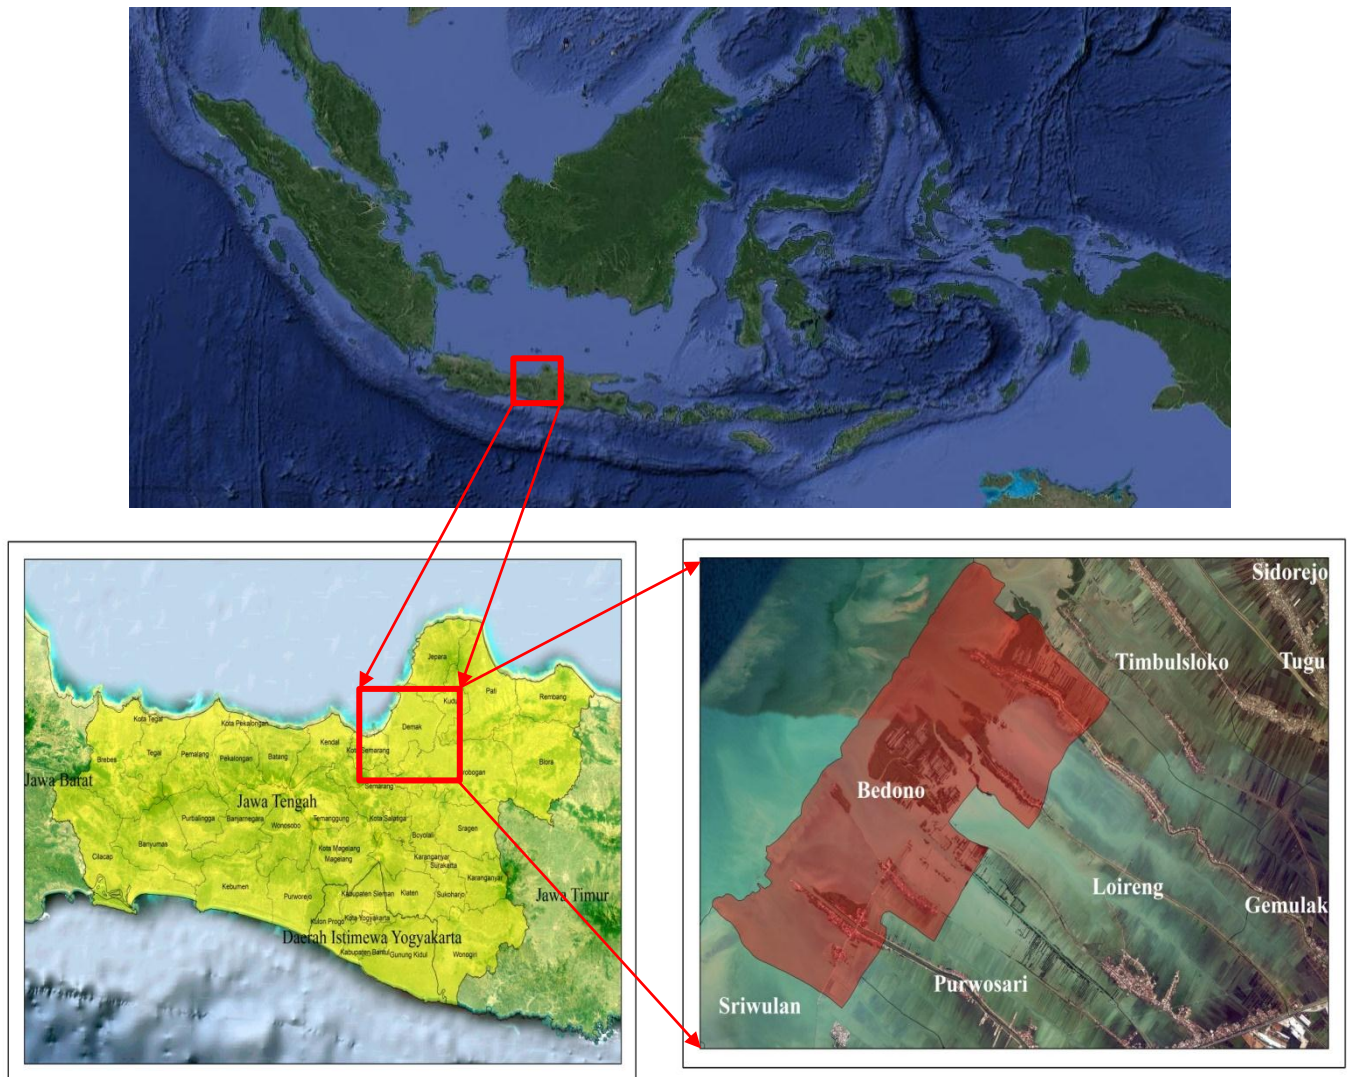 Jepara
Pati
Rembang
Kudu
Demak
Kota Tegal
Kota Pekalongan
Kendal
Kota Semarang
Brebes
Tegal
Pemalang
Pekalongan
Batang
Blora
Jawa Barat
robogan
Semarang
Jawa Tengah
Purbalingga
Banjarnegara
Wonosobo
Temanggung
Kota Salatiga
Sragen
Boyolali
Banyumas
Kota Magelang
Magelang
Karanganyar
Surakarta
Cilacap
Karanganyar
Kebumen
Purworejo
Kabupaten Sleman
Klaten
Sukoharjo
Jawa Timur
Kulon Progo
Kota Yogyakarta
Daerah Istimewa Yogyakarta
Kabupaten Bantul
Gunung Kidul
Wonogiri
Sidorejo
Timbulsloko
Tugu
Bedono
Loireng
Gemulak
Purwosari
Sriwulan